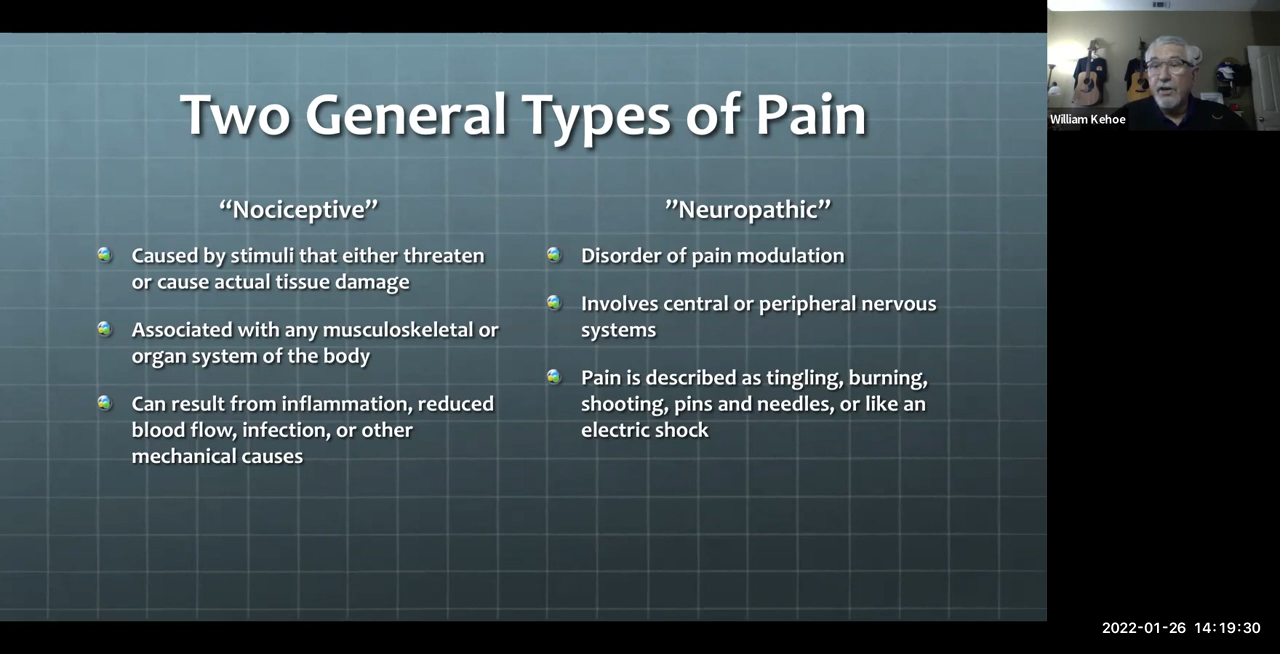 Two General Types of Pain
“Nociceptive”
Caused by stimuli that either threaten
or cause actual tissue damage
Associated with any musculoskeletal or
organ system of the body
Can result from inflammation, reduced
blood flow, infection, or other
mechanical causes
”Neuropathic”
Disorder of pain modulation
Involves central or peripheral nervous
systems
Pain is described as tingling, burning,
shooting, pins and needles, or like an
electric shock
William Kehoe
2022-01-26 14:19:30